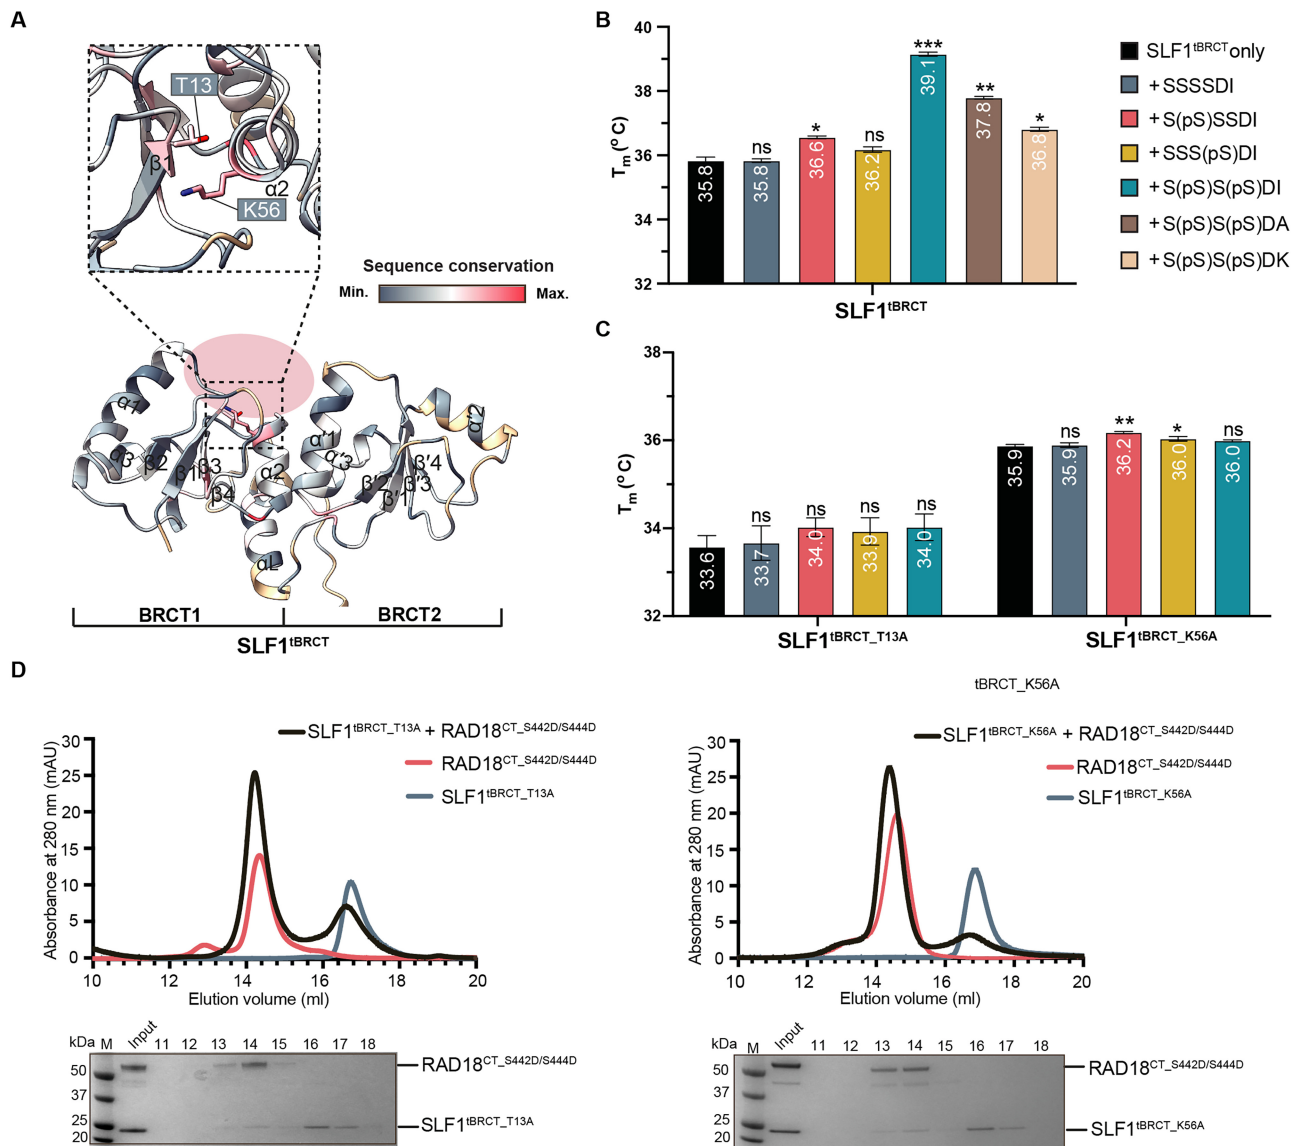 A
T13
β1
α2
K56
Sequence conservation
Min.
Max.
α1
α3
β2
β1
β3
β4
α2
α'1
α'3
αL
β'2
β'1
β'3
β'4
α'2
BRCT1
BRCT2
SLF1tBRCT
B
Tm (º C)
40
38
36
34
32
35.8
ns
35.8
*
36.6
ns
36.2
***
39.1
**
37.8
*
36.8
SLF1tBRCT
SLF1tBRCT only
+ SSSSDI
+ S(pS)SSDI
+ SSS(pS)DI
+ S(pS)S(pS)DI
+ S(pS)S(pS)DA
+ S(pS)S(pS)DK
C
Tm (º C)
38
36
34
32
33.6
ns
33.7
ns
34.0
ns
33.9
ns
34.0
35.9
ns
35.9
**
36.2
*
36.0
ns
36.0
SLF1tBRCT_T13A
SLF1tBRCT_K56A
D
SLF1tBRCT_T13A + RAD18CT_S442D/S444D
RAD18CT_S442D/S444D
SLF1tBRCT_T13A
Absorbance at 280 nm (mAU)
30
25
20
15
10
5
0
10 12 14 16 18 20
Elution volume (ml)
kDa M Input 11 12 13 14 15 16 17 18
50
37
25
20
RAD18CT_S442D/S444D
SLF1tBRCT_T13A
tBRCT_K56A
SLF1tBRCT_K56A + RAD18CT_S442D/S444D
RAD18CT_S442D/S444D
SLF1tBRCT_K56A
Absorbance at 280 nm (mAU)
30
25
20
15
10
5
0
10 12 14 16 18 20
Elution volume (ml)
kDa M Input 11 12 13 14 15 16 17 18
50
37
25
20
RAD18CT_S442D/S444D
SLF1tBRCT_K56A